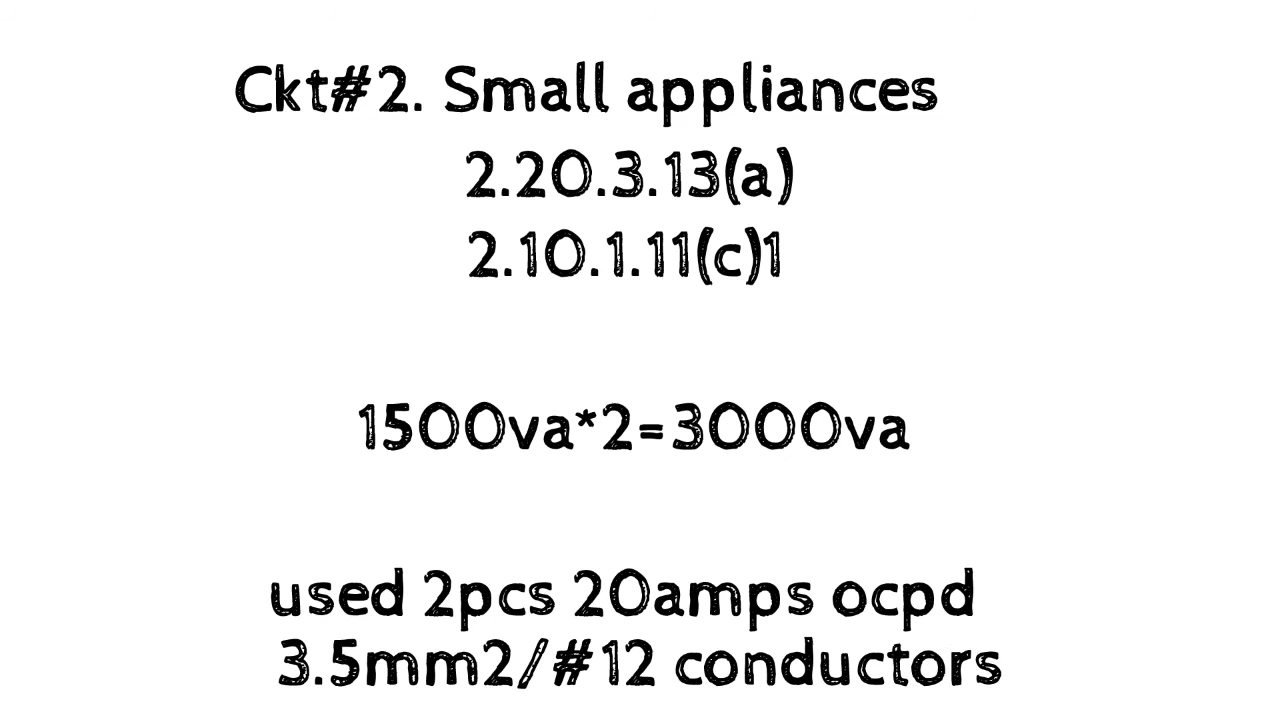 Ckt#2. Small appliances
2.20.3.13(a)
2.10.1.11(c)1
1500va*2=3000va
used 2pcs 20amps ocpd
3.5mm2/#12 conductors